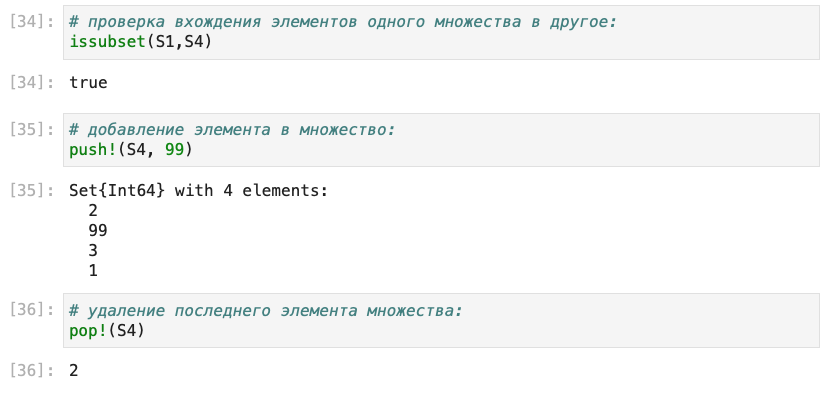 [34]: # проверка вхождения элементов одного множества в другое:
issubset(S1,S4)
[34]: true
[35]: # добавление элемента в множество:
push!(S4, 99)
[35]: Set{Int64} with 4 elements:
2
99
3
1
[36]: # удаление последнего элемента множества:
pop!(S4)
[36]: 2